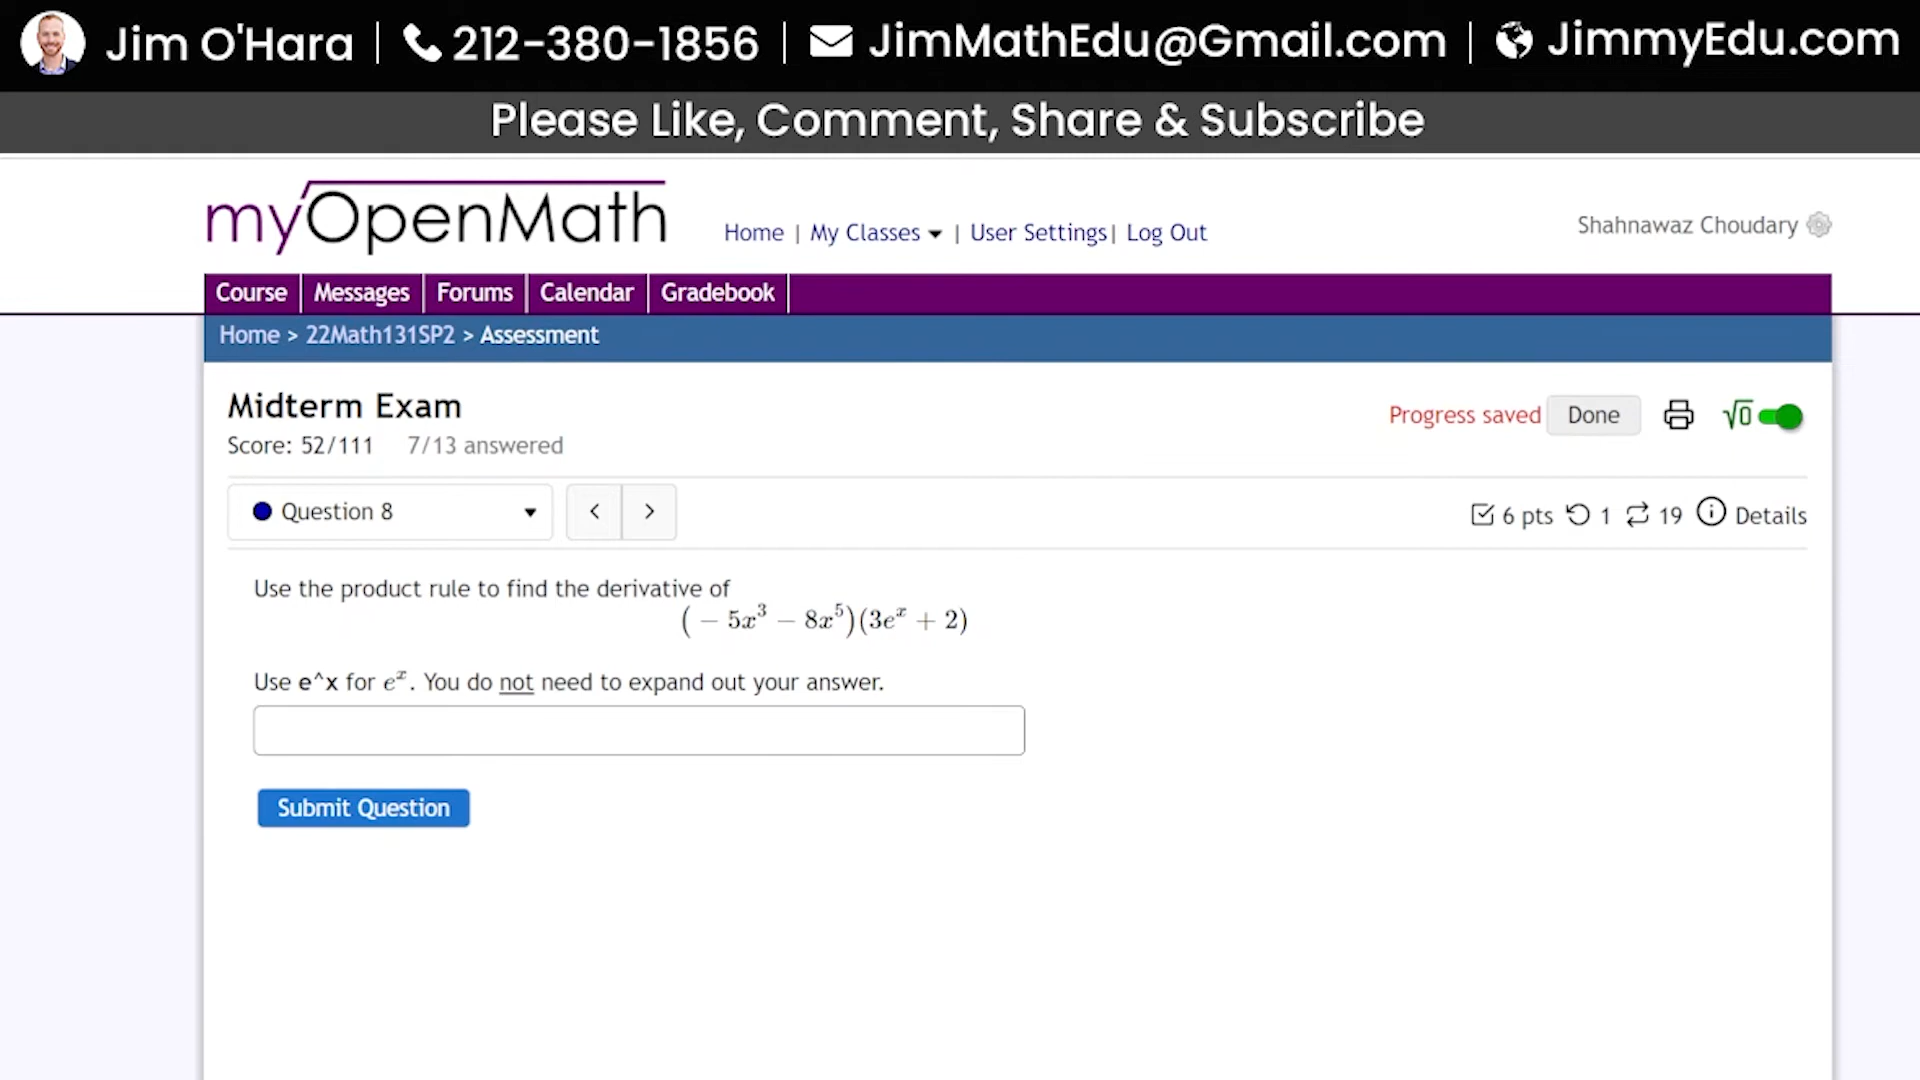 Jim O'Hara | 212-380-1856 | JimMathEdu@Gmail.com | JimmyEdu.com
Please Like, Comment, Share & Subscribe
myOpenMath
Home | My Classes | User Settings | Log Out
Shahnawaz Choudary
Course Messages Forums Calendar Gradebook
Home > 22Math131SP2 > Assessment
Midterm Exam
Progress saved Done √0
Score: 52/111 7/13 answered
Question 8 < > 6 pts 1 19 Details
Use the product rule to find the derivative of
(− 5x³ − 8x⁵)(3eˣ + 2)
Use e^x for eˣ. You do not need to expand out your answer.
Submit Question